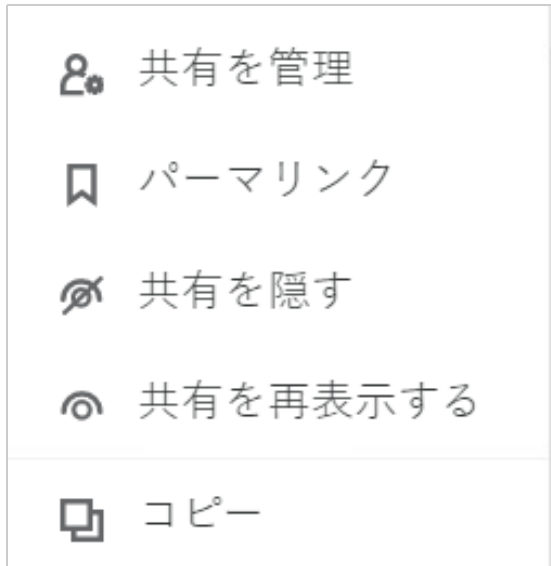 共有を管理
パーマリンク
共有を隠す
共有を再表示する
コピー